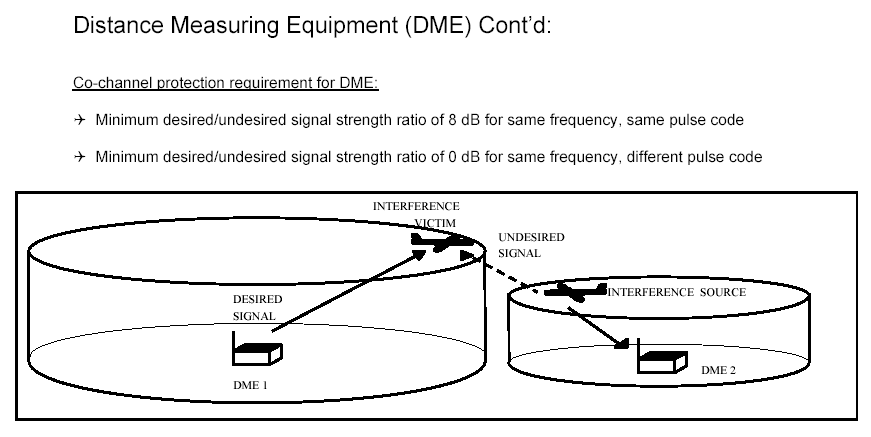 Distance Measuring Equipment (DME) Cont'd:
Co-channel protection requirement for DME:
✈ Minimum desired/undesired signal strength ratio of 8 dB for same frequency, same pulse code
✈ Minimum desired/undesired signal strength ratio of 0 dB for same frequency, different pulse code
INTERFERENCE
VICTIM
UNDESIRED
SIGNAL
INTERFERENCE SOURCE
DESIRED
SIGNAL
DME 1
DME 2